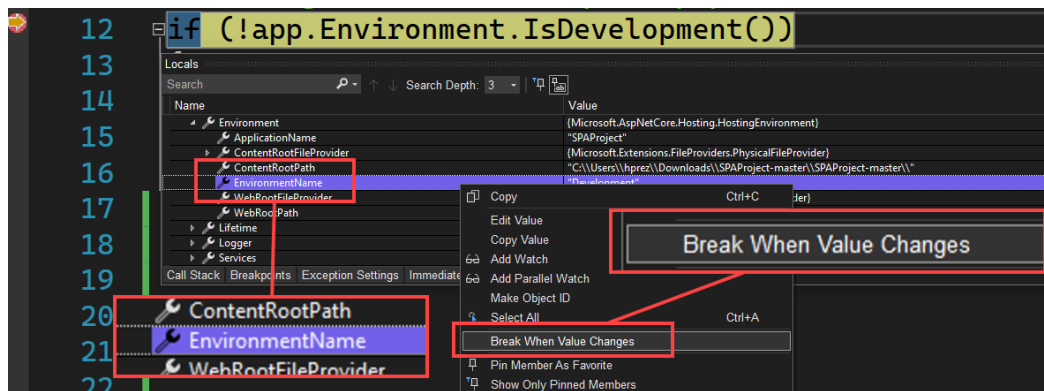 12 if (!app.Environment.IsDevelopment())
13
14
15
16
17
18
19
20
21
22
Locals
Search Search Depth: 3
Name Value
Environment {Microsoft.AspNetCore.Hosting.HostingEnvironment}
ApplicationName "SPAProject"
ContentRootFileProvider {Microsoft.Extensions.FileProviders.PhysicalFileProvider}
ContentRootPath "C:\\Users\\hprez\\Downloads\\SPAProject-master\\SPAProject-master\\"
EnvironmentName "Development"
WebRootFileProvider
WebRootPath
Lifetime
Logger
Services
Call Stack Breakpoints Exception Settings Immediate
Copy Ctrl+C
Edit Value
Copy Value
Add Watch
Add Parallel Watch
Make Object ID
Select All Ctrl+A
Break When Value Changes
Pin Member As Favorite
Show Only Pinned Members
Break When Value Changes
ContentRootPath
EnvironmentName
WebRootFileProvider